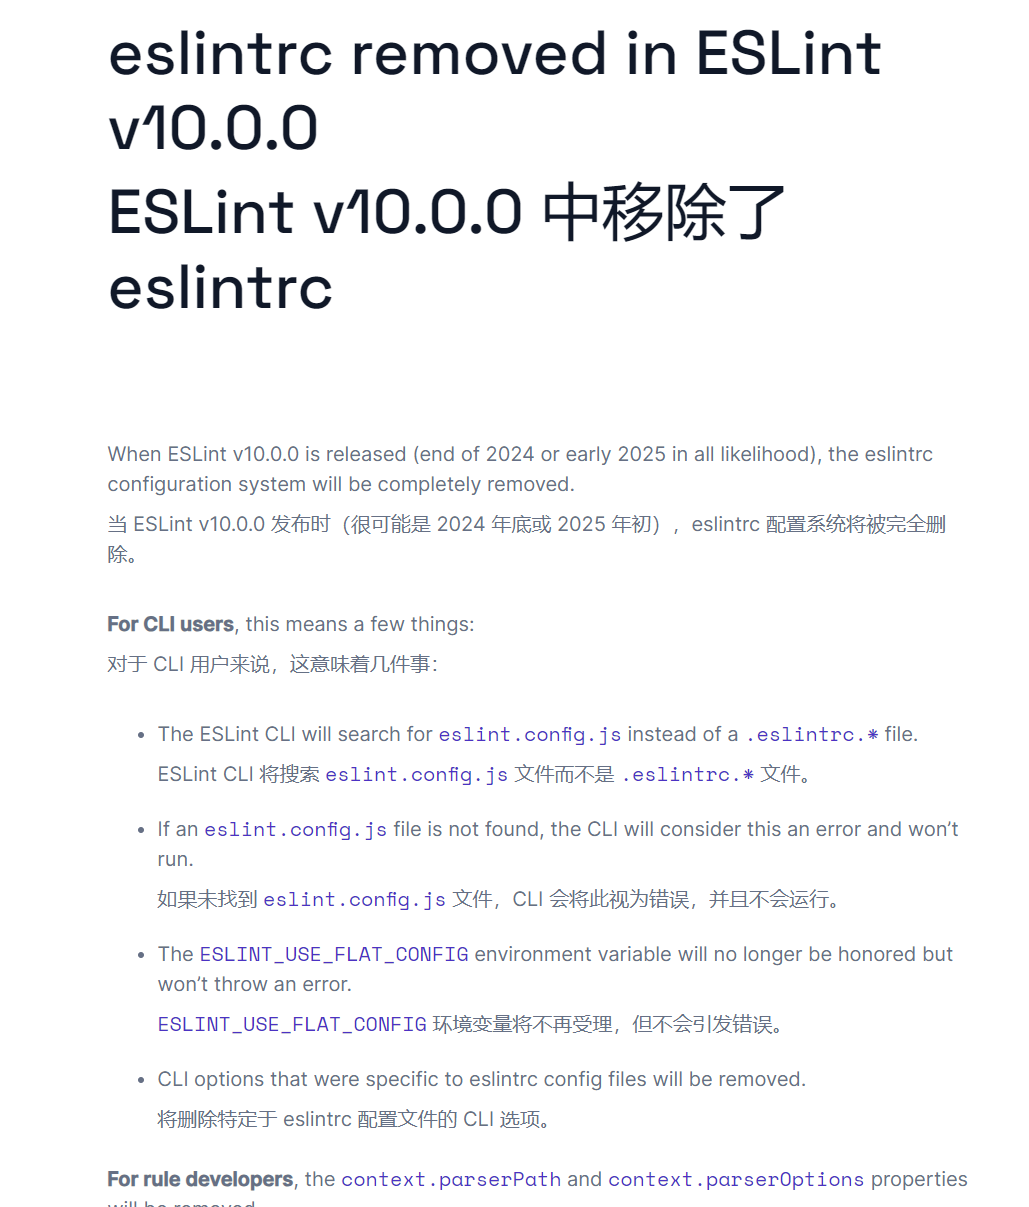 eslintrc removed in ESLint
v10.0.0
ESLint v10.0.0 中移除了
eslintrc
When ESLint v10.0.0 is released (end of 2024 or early 2025 in all likelihood), the eslintrc
configuration system will be completely removed.
当 ESLint v10.0.0 发布时（很可能是 2024 年底或 2025 年初），eslintrc 配置系统将被完全删
除。
For CLI users, this means a few things:
对于 CLI 用户来说，这意味着几件事：
• The ESLint CLI will search for eslint.config.js instead of a .eslintrc.* file.
ESLint CLI 将搜索 eslint.config.js 文件而不是 .eslintrc.* 文件。
• If an eslint.config.js file is not found, the CLI will consider this an error and won’t
run.
如果未找到 eslint.config.js 文件，CLI 会将此视为错误，并且不会运行。
• The ESLINT_USE_FLAT_CONFIG environment variable will no longer be honored but
won’t throw an error.
ESLINT_USE_FLAT_CONFIG 环境变量将不再受理，但不会引发错误。
• CLI options that were specific to eslintrc config files will be removed.
将删除特定于 eslintrc 配置文件的 CLI 选项。
For rule developers, the context.parserPath and context.parserOptions properties
will be removed